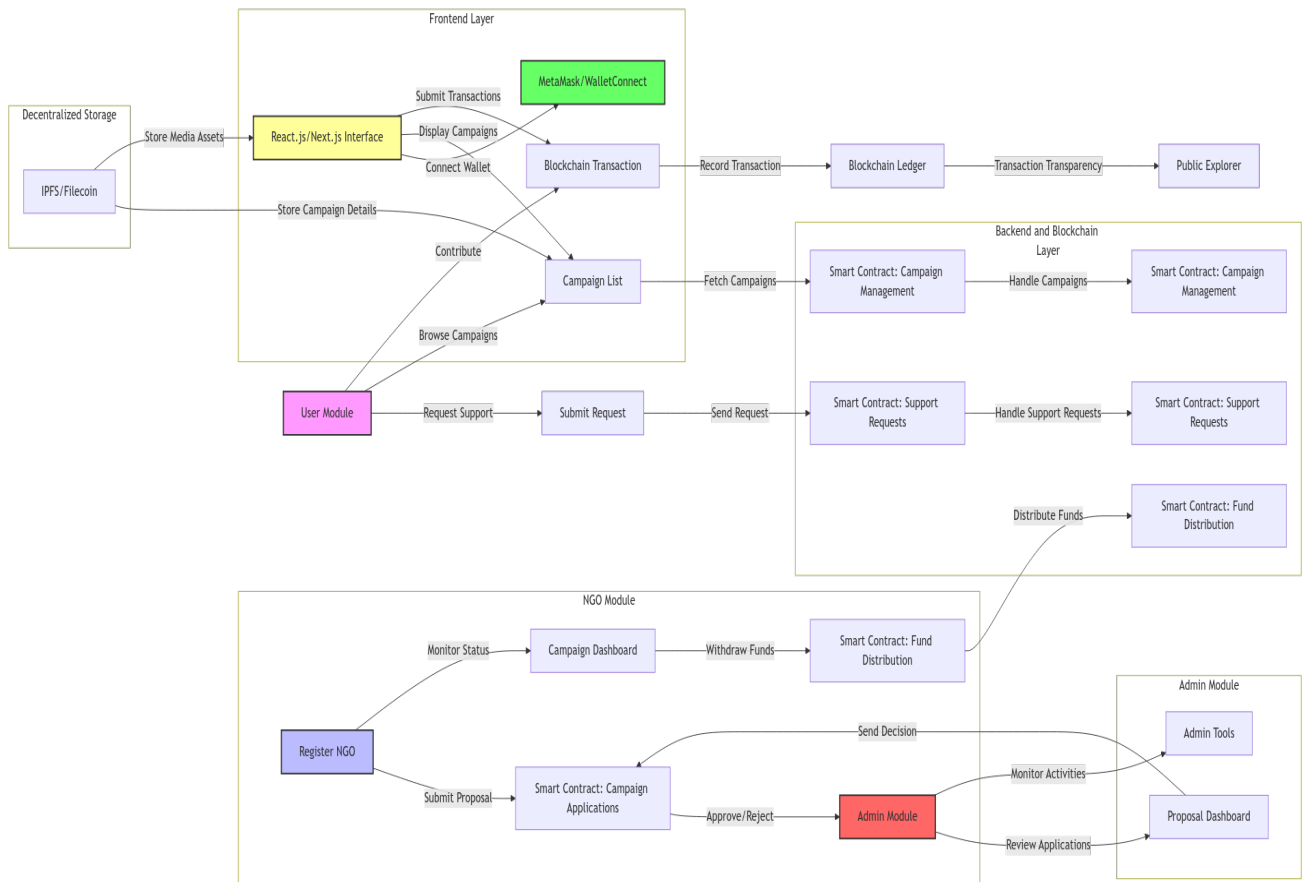 Frontend Layer
MetaMask/WalletConnect
Submit Transactions
Decentralized Storage
Store Media Assets
React.js/Next.js Interface
Display Campaigns
Connect Wallet
Blockchain Transaction
Record Transaction
Blockchain Ledger
Transaction Transparency
Public Explorer
IPFS/Filecoin
Store Campaign Details
Contribute
Backend and Blockchain
Layer
Campaign List
Fetch Campaigns
Smart Contract: Campaign
Management
Handle Campaigns
Smart Contract: Campaign
Management
Browse Campaigns
User Module
Request Support
Submit Request
Send Request
Smart Contract: Support
Requests
Handle Support Requests
Smart Contract: Support
Requests
Distribute Funds
Smart Contract: Fund
Distribution
NGO Module
Monitor Status
Campaign Dashboard
Withdraw Funds
Smart Contract: Fund
Distribution
Admin Module
Register NGO
Send Decision
Admin Tools
Monitor Activities
Submit Proposal
Smart Contract: Campaign
Applications
Approve/Reject
Admin Module
Proposal Dashboard
Review Applications